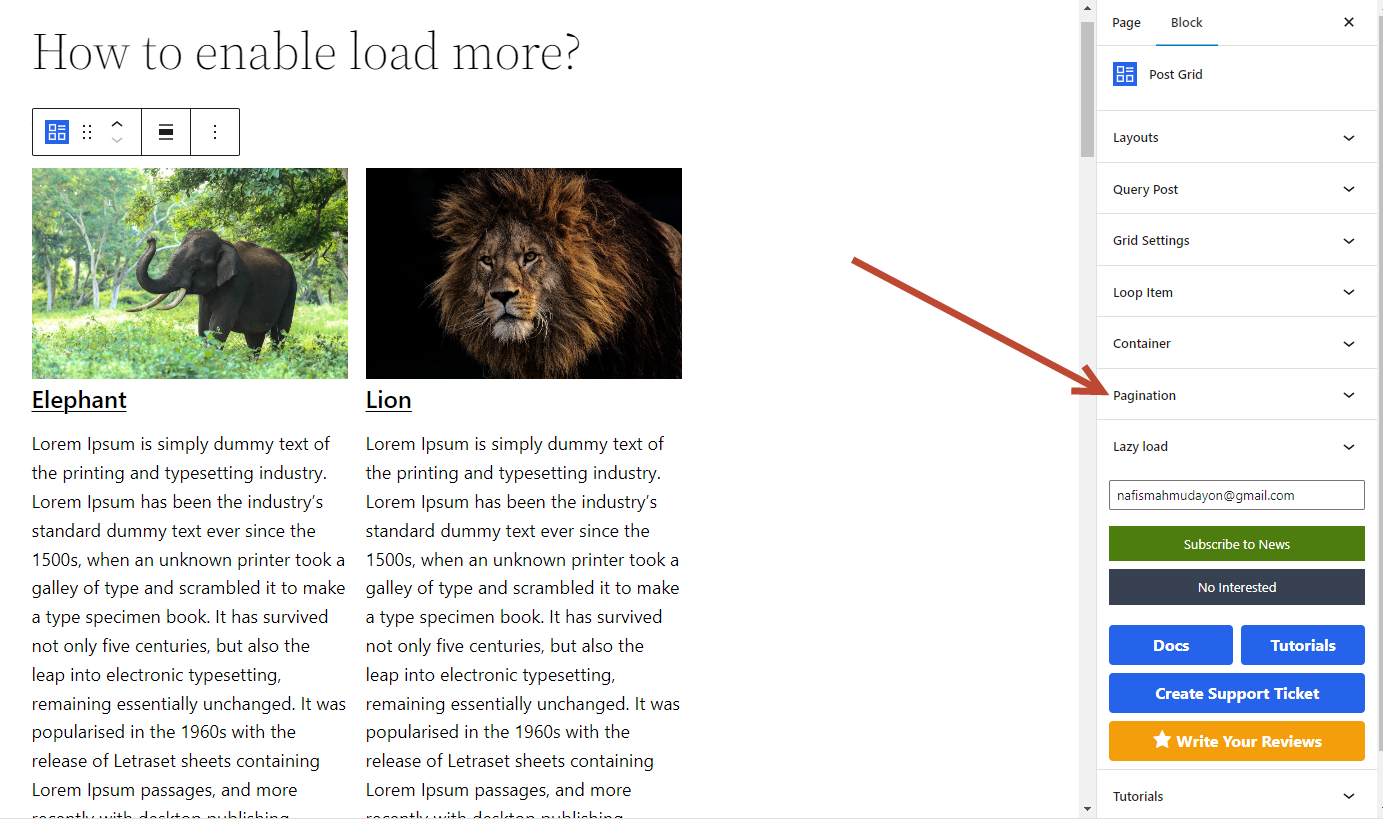 How to enable load more?
Elephant
Lorem Ipsum is simply dummy text of
the printing and typesetting industry.
Lorem Ipsum has been the industry’s
standard dummy text ever since the
1500s, when an unknown printer took a
galley of type and scrambled it to make
a type specimen book. It has survived
not only five centuries, but also the
leap into electronic typesetting,
remaining essentially unchanged. It was
popularised in the 1960s with the
release of Letraset sheets containing
Lorem Ipsum passages, and more
recently with desktop publishing
Lion
Lorem Ipsum is simply dummy text of
the printing and typesetting industry.
Lorem Ipsum has been the industry’s
standard dummy text ever since the
1500s, when an unknown printer took a
galley of type and scrambled it to make
a type specimen book. It has survived
not only five centuries, but also the
leap into electronic typesetting,
remaining essentially unchanged. It was
popularised in the 1960s with the
release of Letraset sheets containing
Lorem Ipsum passages, and more
recently with desktop publishing
Page
Block
Post Grid
Layouts
Query Post
Grid Settings
Loop Item
Container
Pagination
Lazy load
nafismahmudayon@gmail.com
Subscribe to News
No Interested
Docs
Tutorials
Create Support Ticket
Write Your Reviews
Tutorials